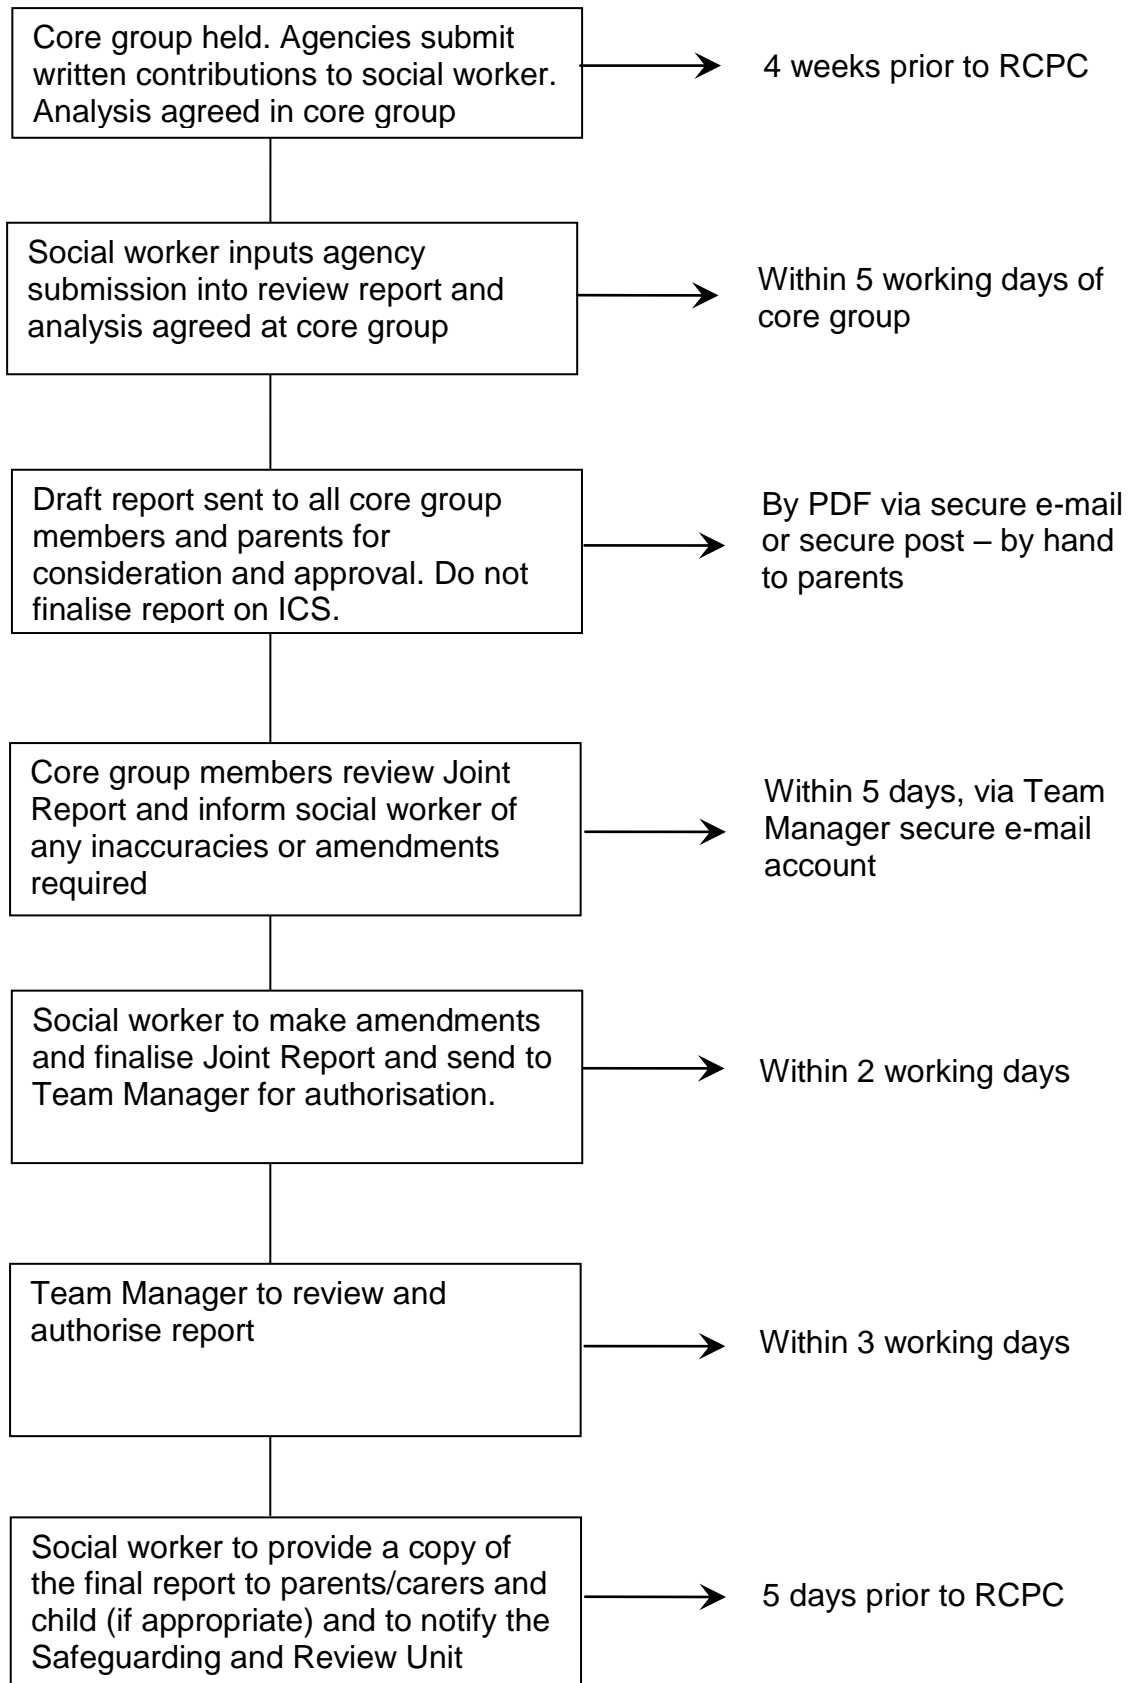 Core group held. Agencies submit
written contributions to social worker.
Analysis agreed in core group
4 weeks prior to RCPC
Social worker inputs agency
submission into review report and
analysis agreed at core group
Within 5 working days of
core group
Draft report sent to all core group
members and parents for
consideration and approval. Do not
finalise report on ICS.
By PDF via secure e-mail
or secure post – by hand
to parents
Core group members review Joint
Report and inform social worker of
any inaccuracies or amendments
required
Within 5 days, via Team
Manager secure e-mail
account
Social worker to make amendments
and finalise Joint Report and send to
Team Manager for authorisation.
Within 2 working days
Team Manager to review and
authorise report
Within 3 working days
Social worker to provide a copy of
the final report to parents/carers and
child (if appropriate) and to notify the
Safeguarding and Review Unit
5 days prior to RCPC